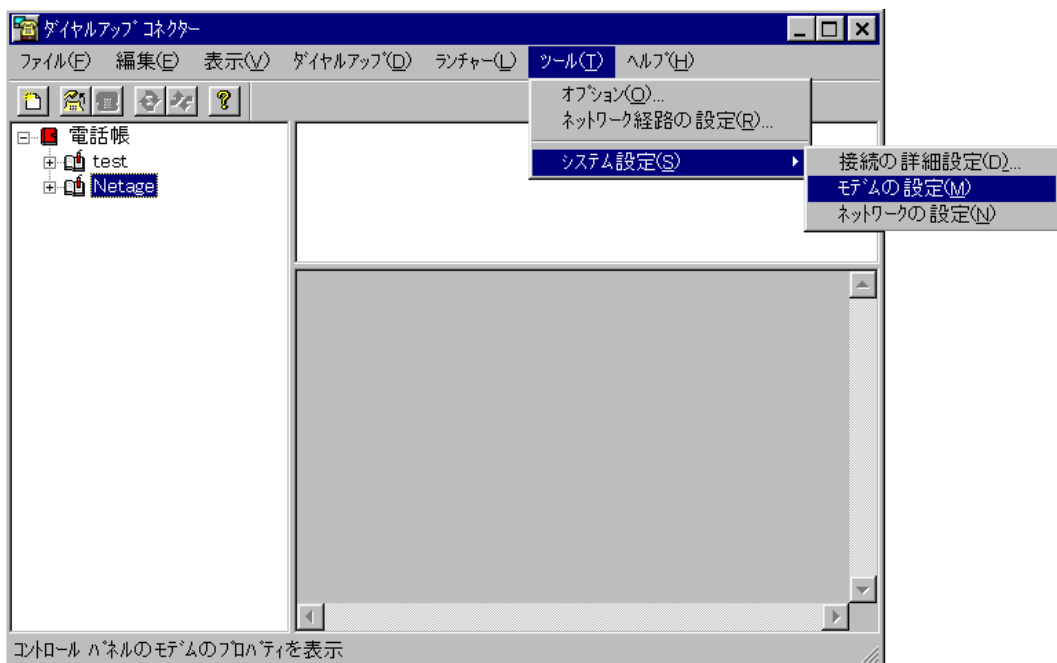 ダイヤルアップ コネクター
ファイル(F) 編集(E) 表示(V) ダイヤルアップ(D) ランチャー(L) ツール(T) ヘルプ(H)
オプション(O)...
ネットワーク経路の設定(R)...
システム設定(S)
接続の詳細設定(D)...
モデムの設定(M)
ネットワークの設定(N)
電話帳
test
Netage
コントロール パネルのモデムのプロパティを表示